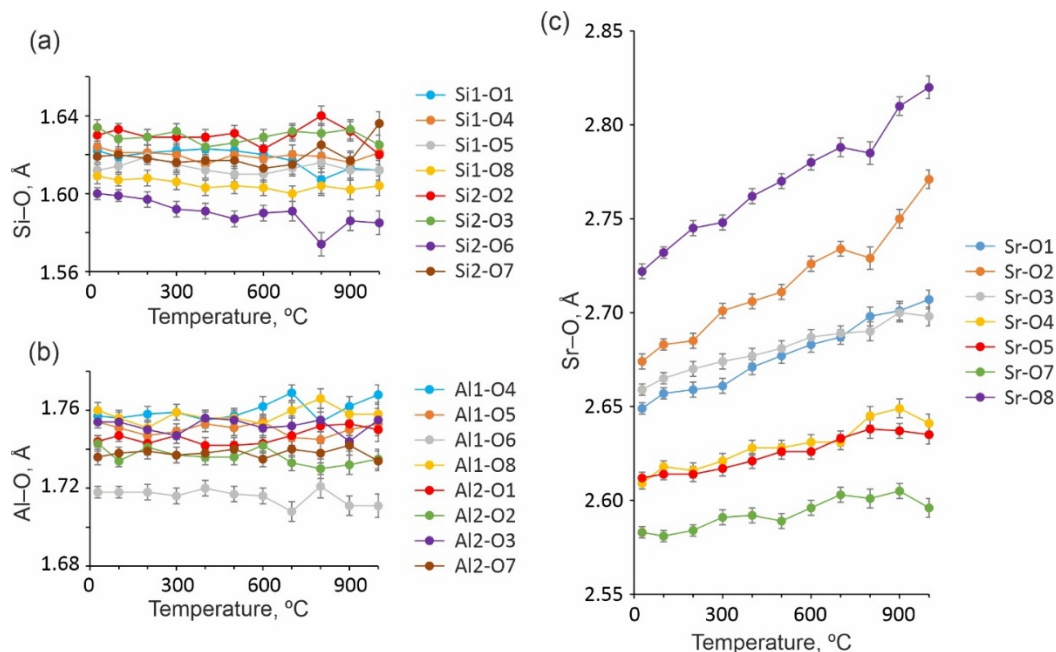 (a)
1.64
1.60
1.56
Si–O, Å
0 300 600 900
Temperature, ºC
Si1-O1
Si1-O4
Si1-O5
Si1-O8
Si2-O2
Si2-O3
Si2-O6
Si2-O7
(b)
1.76
1.72
1.68
Al–O, Å
0 300 600 900
Temperature, ºC
Al1-O4
Al1-O5
Al1-O6
Al1-O8
Al2-O1
Al2-O2
Al2-O3
Al2-O7
(c)
2.85
2.80
2.75
2.70
2.65
2.60
2.55
Sr–O, Å
0 300 600 900
Temperature, ºC
Sr-O1
Sr-O2
Sr-O3
Sr-O4
Sr-O5
Sr-O7
Sr-O8